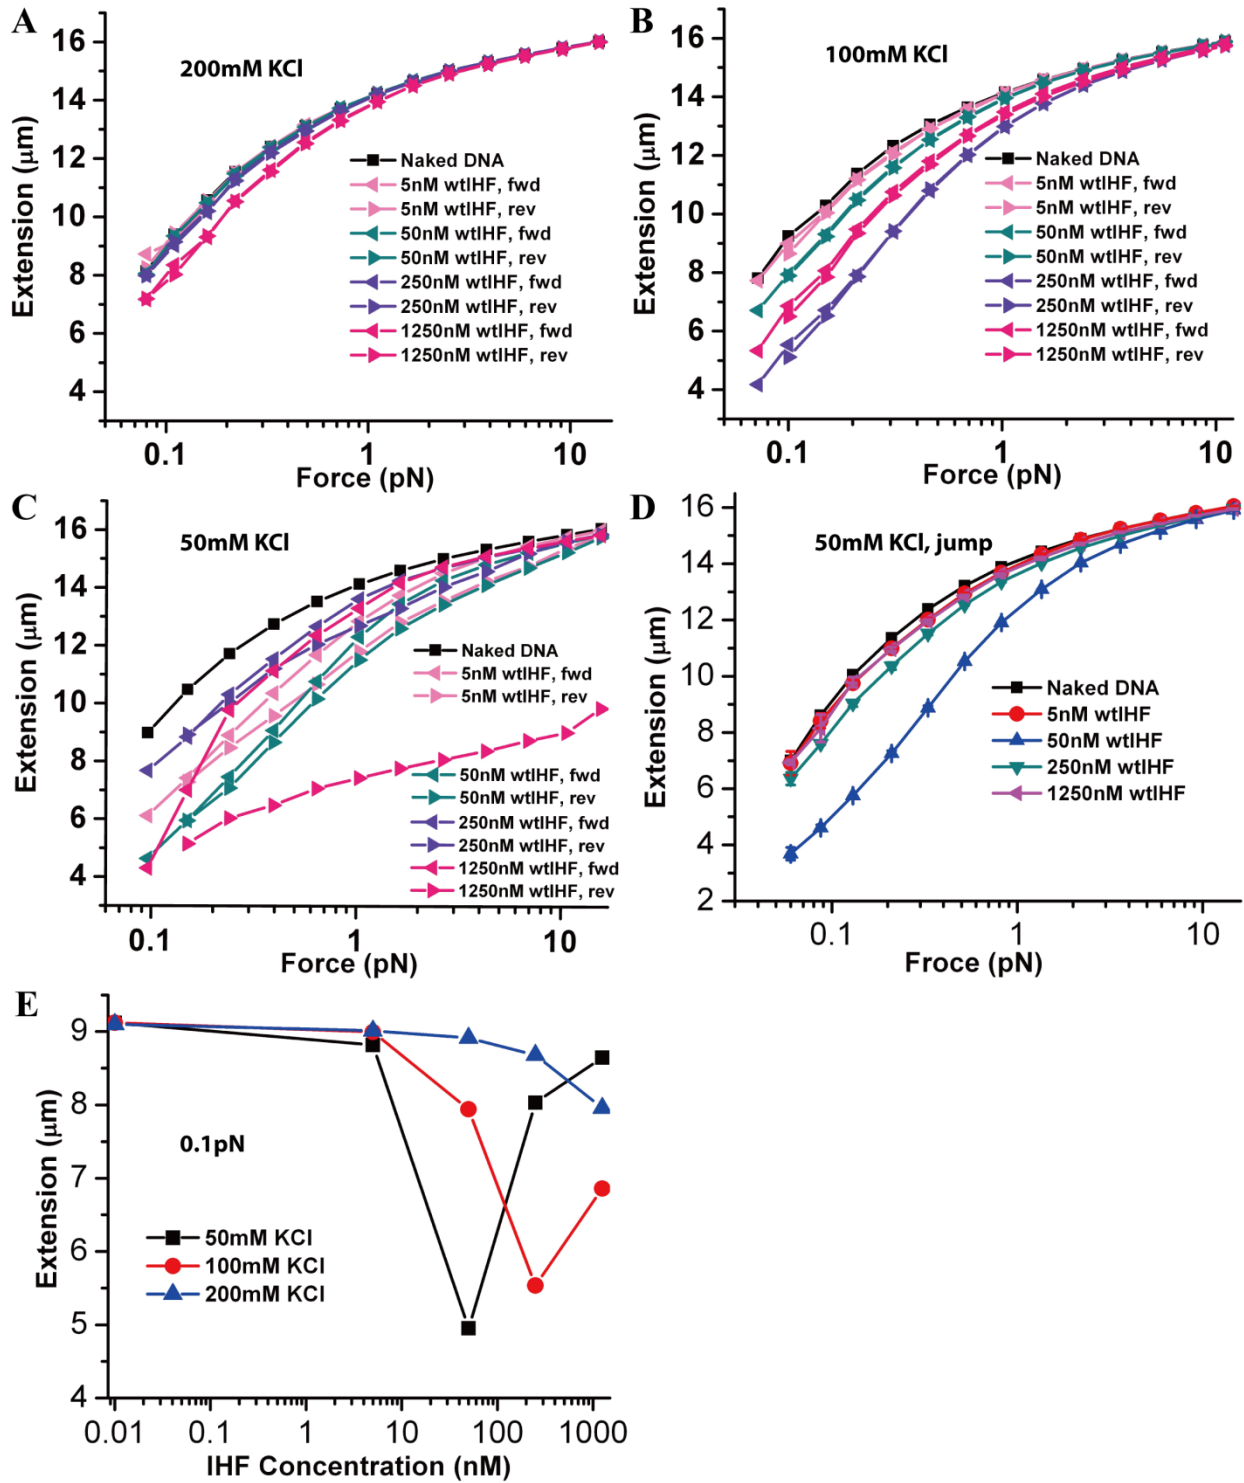 A
200mM KCl
Extension (μm)
16
14
12
10
8
6
4
Naked DNA
5nM wtIHF, fwd
5nM wtIHF, rev
50nM wtIHF, fwd
50nM wtIHF, rev
250nM wtIHF, fwd
250nM wtIHF, rev
1250nM wtIHF, fwd
1250nM wtIHF, rev
0.1 1 10
Force (pN)
B
100mM KCl
Extension (μm)
16
14
12
10
8
6
4
Naked DNA
5nM wtIHF, fwd
5nM wtIHF, rev
50nM wtIHF, fwd
50nM wtIHF, rev
250nM wtIHF, fwd
250nM wtIHF, rev
1250nM wtIHF, fwd
1250nM wtIHF, rev
0.1 1 10
Force (pN)
C
50mM KCl
Extension (μm)
16
14
12
10
8
6
4
Naked DNA
5nM wtIHF, fwd
5nM wtIHF, rev
50nM wtIHF, fwd
50nM wtIHF, rev
250nM wtIHF, fwd
250nM wtIHF, rev
1250nM wtIHF, fwd
1250nM wtIHF, rev
0.1 1 10
Force (pN)
D
50mM KCl, jump
Extension (μm)
16
14
12
10
8
6
4
2
Naked DNA
5nM wtIHF
50nM wtIHF
250nM wtIHF
1250nM wtIHF
0.1 1 10
Froce (pN)
E
Extension (μm)
9
8
7
6
5
4
0.1pN
50mM KCl
100mM KCl
200mM KCl
0.01 0.1 1 10 100 1000
IHF Concentration (nM)